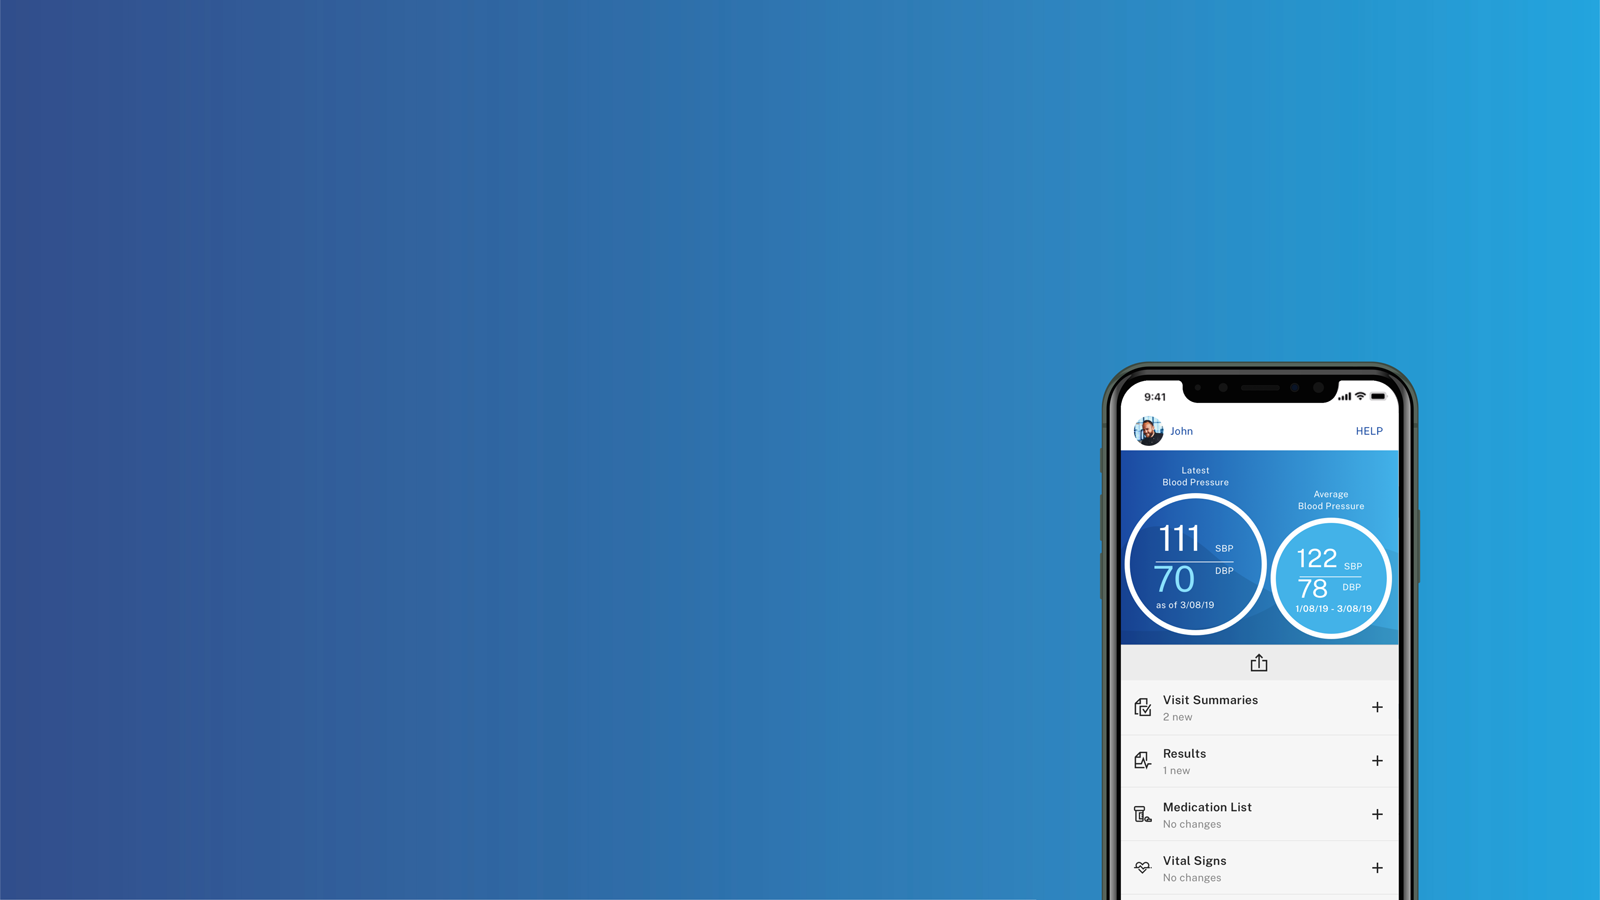 9:41
John
HELP
Latest
Blood Pressure
111 SBP
70 DBP
as of 3/08/19
Average
Blood Pressure
122 SBP
78 DBP
1/08/19 - 3/08/19
Visit Summaries
2 new
Results
1 new
Medication List
No changes
Vital Signs
No changes